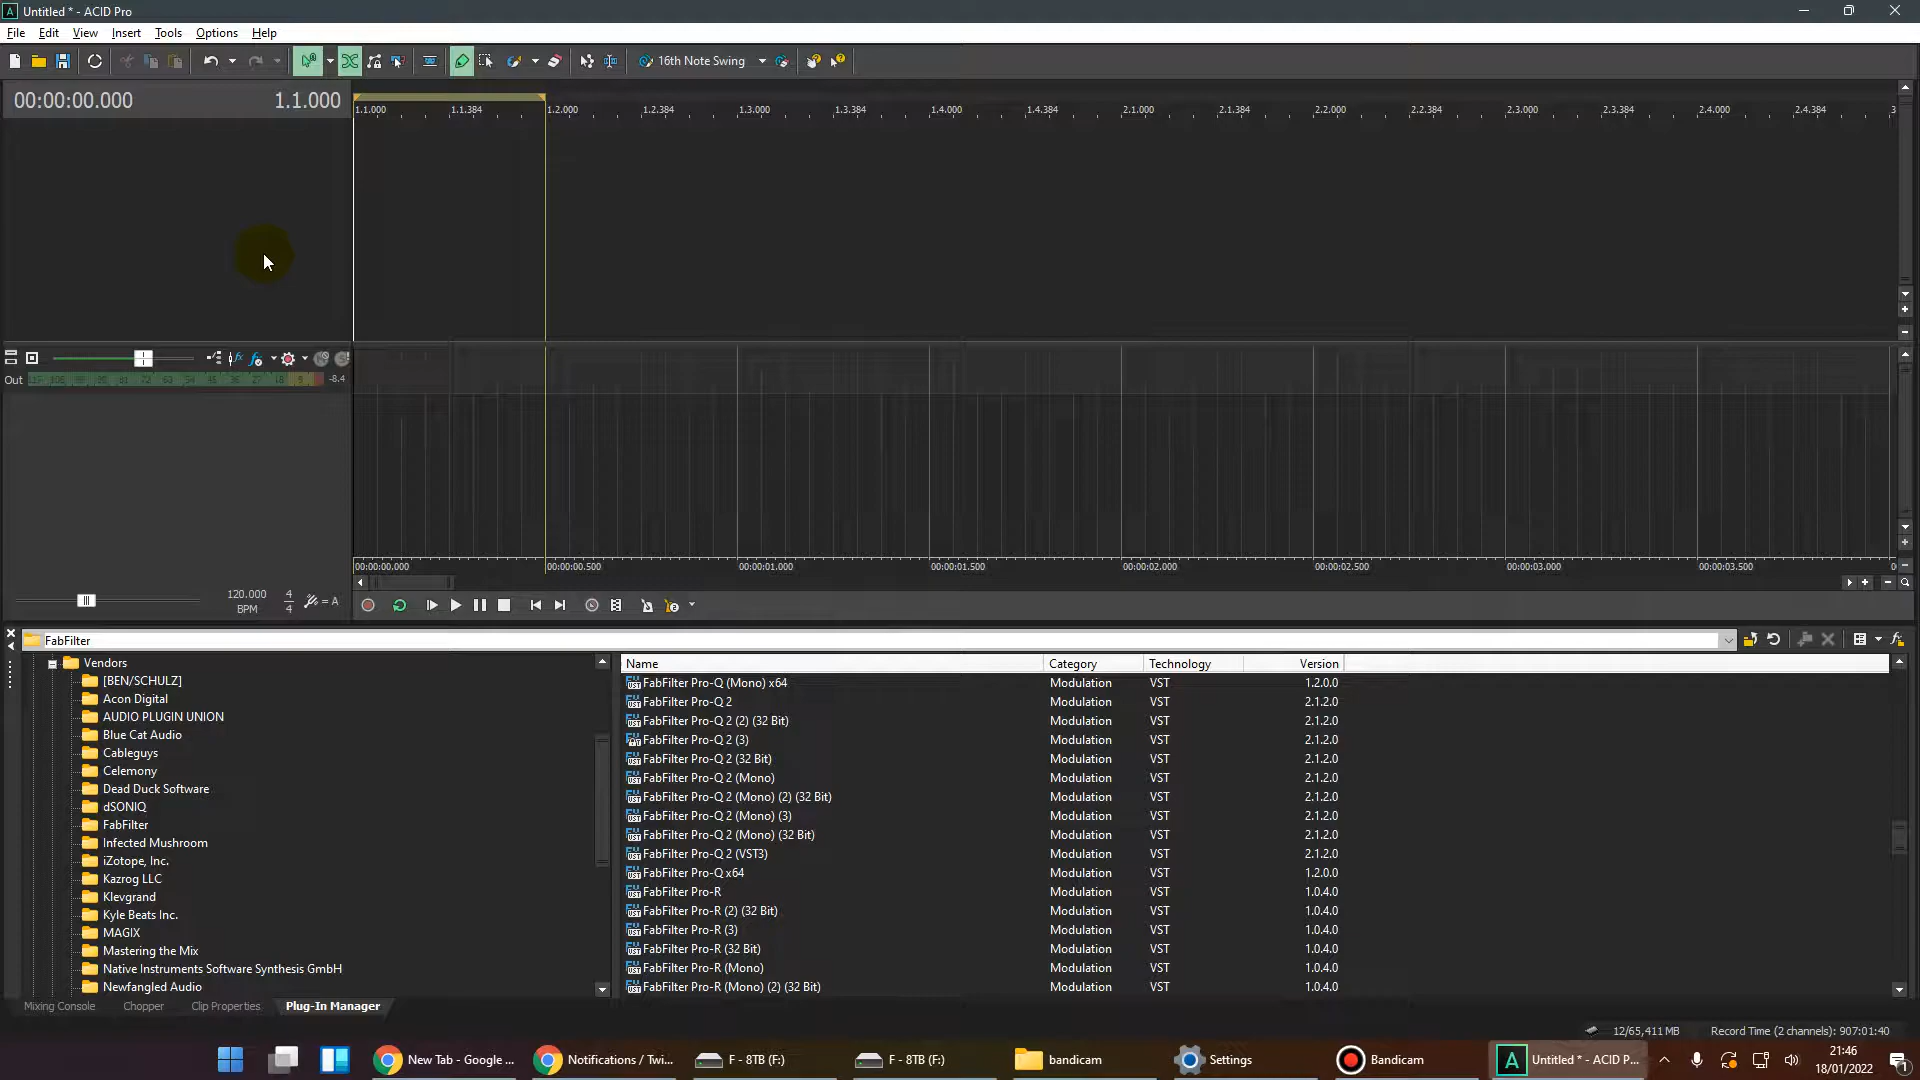 Untitled * - ACID Pro
File Edit View Insert Tools Options Help
16th Note Swing
00:00:00.000 1.1.000
1.1.000 1.1.384 1.2.000 1.2.384 1.3.000 1.3.384 1.4.000 1.4.384 2.1.000 2.1.384 2.2.000 2.2.384 2.3.000 2.3.384 2.4.000 2.4.384 3
Out -8.4
00:00:00.000 00:00:00.500 00:00:01.000 00:00:01.500 00:00:02.000 00:00:02.500 00:00:03.000 00:00:03.500
120.000 BPM 4/4 = A
FabFilter
Vendors
[BEN/SCHULZ]
Acon Digital
AUDIO PLUGIN UNION
Blue Cat Audio
Cableguys
Celemony
Dead Duck Software
dSONIQ
FabFilter
Infected Mushroom
iZotope, Inc.
Kazrog LLC
Klevgrand
Kyle Beats Inc.
MAGIX
Mastering the Mix
Native Instruments Software Synthesis GmbH
Newfangled Audio
Name Category Technology Version
FabFilter Pro-Q (Mono) x64 Modulation VST 1.2.0.0
FabFilter Pro-Q 2 Modulation VST 2.1.2.0
FabFilter Pro-Q 2 (2) (32 Bit) Modulation VST 2.1.2.0
FabFilter Pro-Q 2 (3) Modulation VST 2.1.2.0
FabFilter Pro-Q 2 (32 Bit) Modulation VST 2.1.2.0
FabFilter Pro-Q 2 (Mono) Modulation VST 2.1.2.0
FabFilter Pro-Q 2 (Mono) (2) (32 Bit) Modulation VST 2.1.2.0
FabFilter Pro-Q 2 (Mono) (3) Modulation VST 2.1.2.0
FabFilter Pro-Q 2 (Mono) (32 Bit) Modulation VST 2.1.2.0
FabFilter Pro-Q 2 (VST3) Modulation VST 2.1.2.0
FabFilter Pro-Q x64 Modulation VST 1.2.0.0
FabFilter Pro-R Modulation VST 1.0.4.0
FabFilter Pro-R (2) (32 Bit) Modulation VST 1.0.4.0
FabFilter Pro-R (3) Modulation VST 1.0.4.0
FabFilter Pro-R (32 Bit) Modulation VST 1.0.4.0
FabFilter Pro-R (Mono) Modulation VST 1.0.4.0
FabFilter Pro-R (Mono) (2) (32 Bit) Modulation VST 1.0.4.0
Mixing Console Chopper Clip Properties Plug-In Manager
12/65,411 MB Record Time (2 channels): 907:01:40
New Tab - Google ... Notifications / Twi... F - 8TB (F:) F - 8TB (F:) bandicam Settings Bandicam Untitled * - ACID P... 21:46
18/01/2022